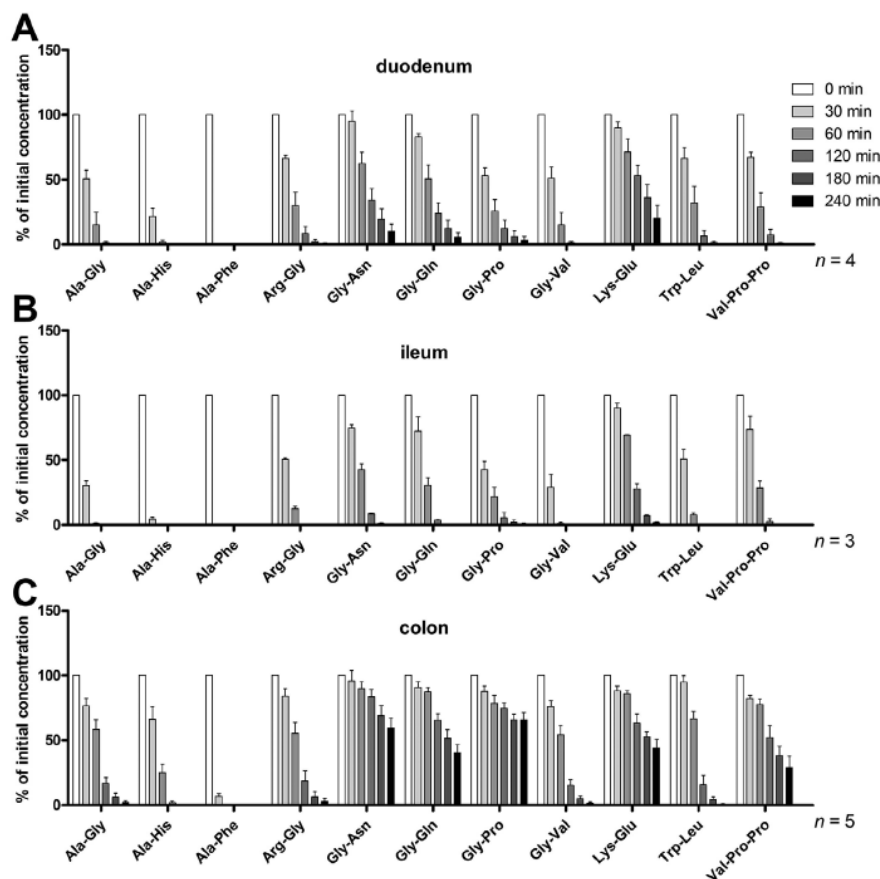 A
150
100
50
0
% of initial concentration
duodenum
0 min
30 min
60 min
120 min
180 min
240 min
Ala-Gly
Ala-His
Ala-Phe
Arg-Gly
Gly-Asn
Gly-Gln
Gly-Pro
Gly-Val
Lys-Glu
Trp-Leu
Val-Pro-Pro
n = 4
B
150
100
50
0
% of initial concentration
ileum
Ala-Gly
Ala-His
Ala-Phe
Arg-Gly
Gly-Asn
Gly-Gln
Gly-Pro
Gly-Val
Lys-Glu
Trp-Leu
Val-Pro-Pro
n = 3
C
150
100
50
0
% of initial concentration
colon
Ala-Gly
Ala-His
Ala-Phe
Arg-Gly
Gly-Asn
Gly-Gln
Gly-Pro
Gly-Val
Lys-Glu
Trp-Leu
Val-Pro-Pro
n = 5